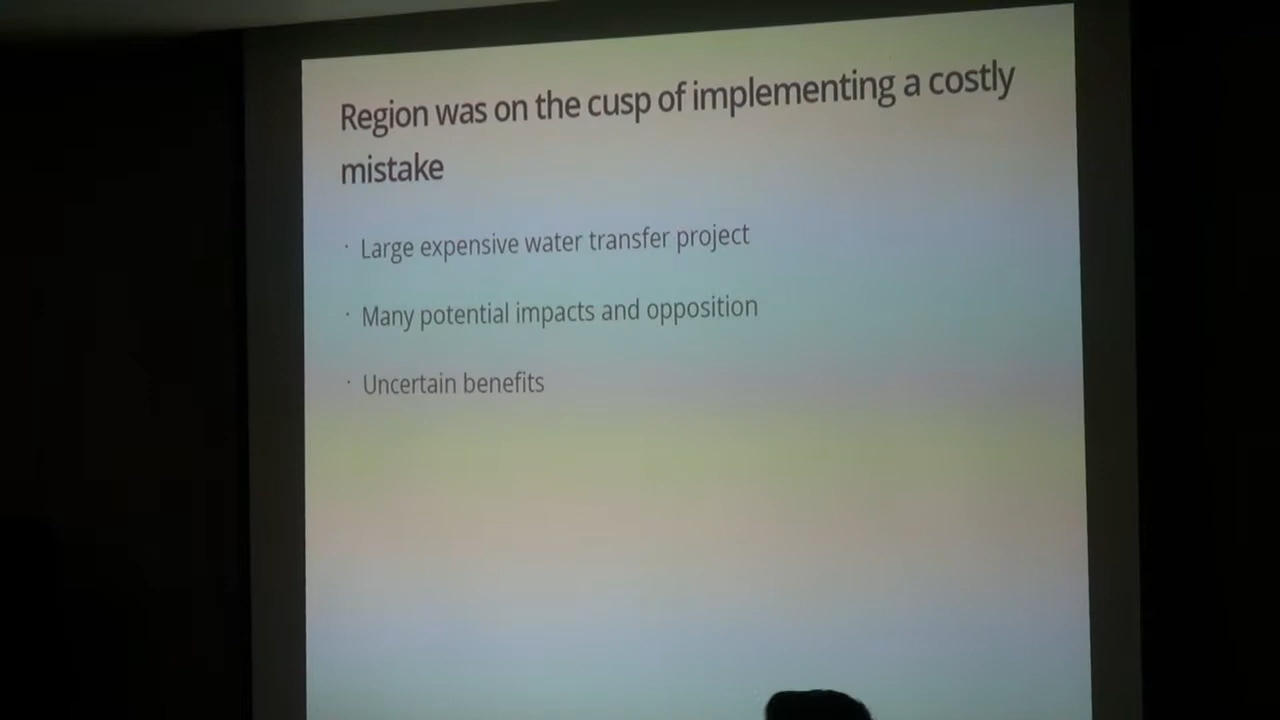 Region was on the cusp of implementing a costly
mistake
· Large expensive water transfer project
· Many potential impacts and opposition
· Uncertain benefits